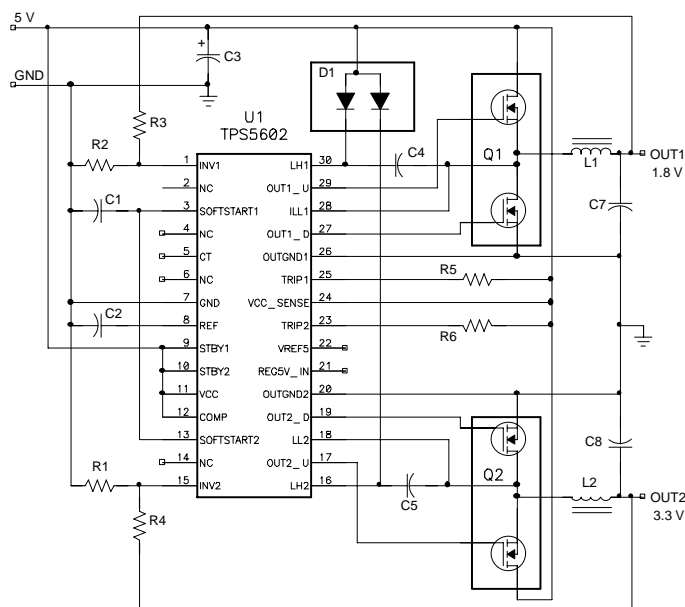 5 V
+
C3
GND
D1
R3
U1
TPS5602
R2
C4
Q1
L1
OUT1
1.8 V
C7
C1
1 INV1
2 NC
3 SOFTSTART1
4 NC
5 CT
6 NC
7 GND
8 REF
9 STBY1
10 STBY2
11 VCC
12 COMP
13 SOFTSTART2
14 NC
15 INV2
LH1 30
OUT1_U 29
ILL1 28
OUT1_D 27
OUTGND1 26
TRIP1 25
VCC_SENSE 24
TRIP2 23
VREF5 22
REG5V_IN 21
OUTGND2 20
OUT2_D 19
LL2 18
OUT2_U 17
LH2 16
R5
R6
C2
R1
R4
C5
Q2
C8
L2
OUT2
3.3 V